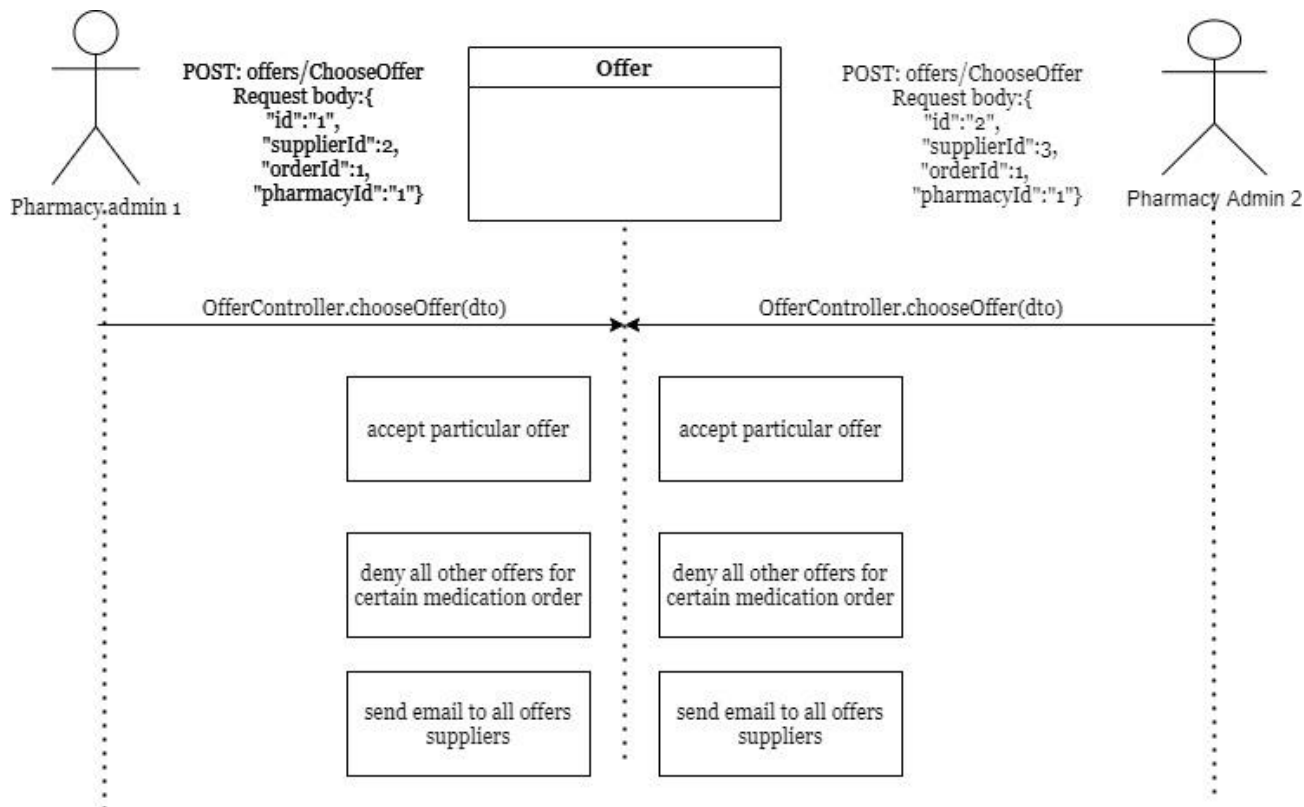 POST: offers/ChooseOffer
Request body:{
"id":"1",
"supplierId":2,
"orderId":1,
"pharmacyId":"1"}
Pharmacy.admin 1
Offer
POST: offers/ChooseOffer
Request body:{
"id":"2",
"supplierId":3,
"orderId":1,
"pharmacyId":"1"}
Pharmacy Admin 2
OfferController.chooseOffer(dto)
OfferController.chooseOffer(dto)
accept particular offer
accept particular offer
deny all other offers for
certain medication order
deny all other offers for
certain medication order
send email to all offers
suppliers
send email to all offers
suppliers